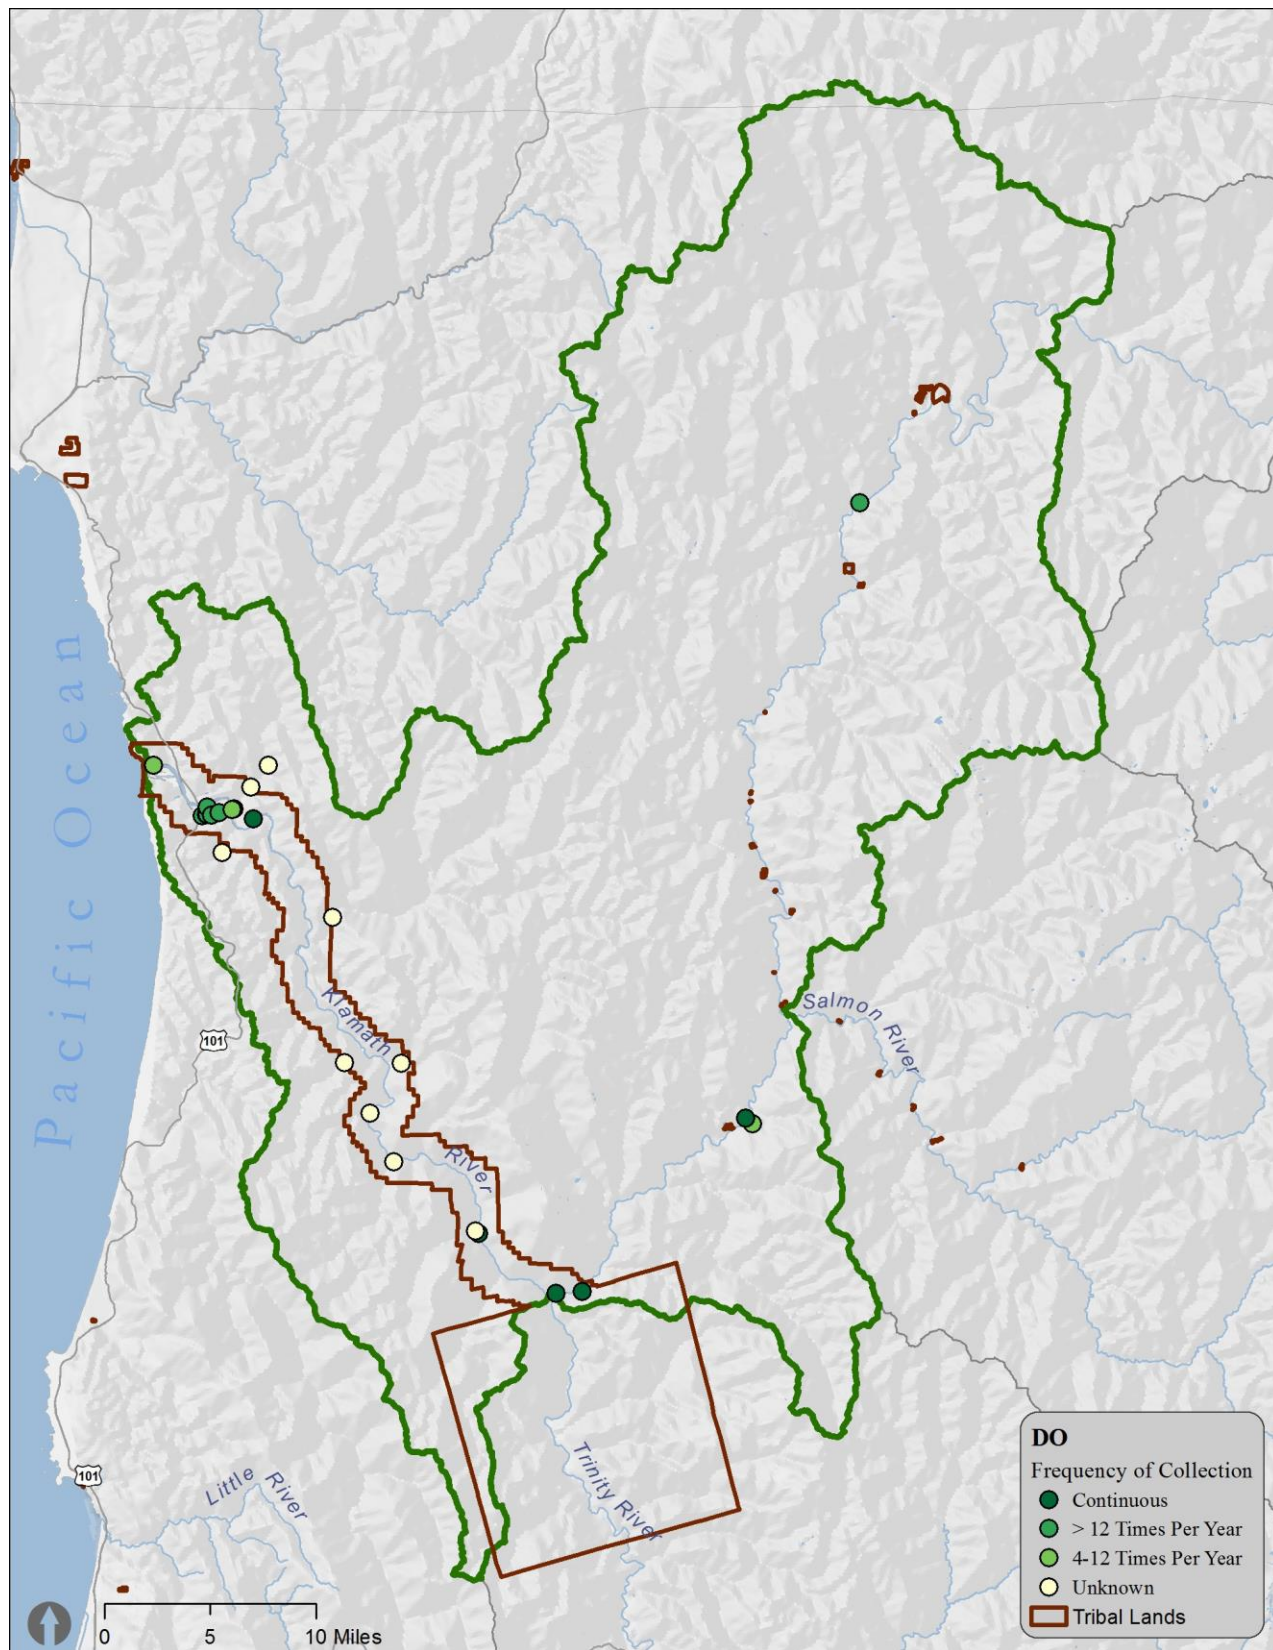 Pacific Ocean
Klamath
River
Salmon
River
101
101
Little
River
Trinity River
0 5 10 Miles
DO
Frequency of Collection
Continuous
> 12 Times Per Year
4-12 Times Per Year
Unknown
Tribal Lands